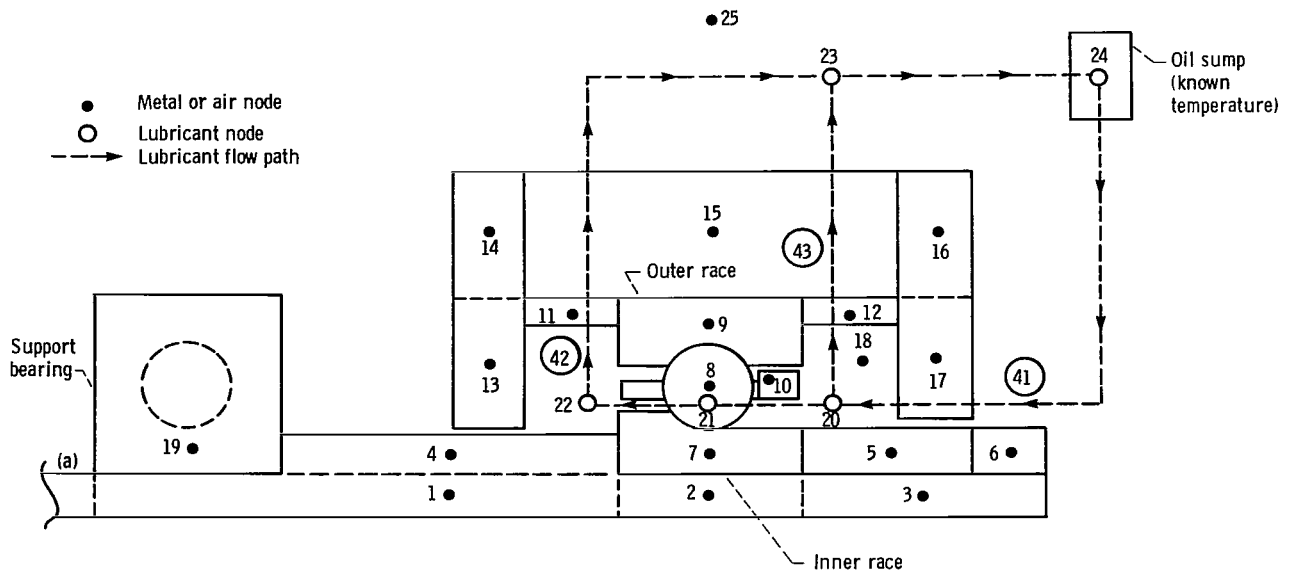 25
23
24
Oil sump
(known
temperature)
Metal or air node
Lubricant node
Lubricant flow path
15
14
43
16
Outer race
11
12
9
18
Support
bearing
42
13
8
10
17
41
22
21
20
19
(a)
4
7
5
6
1
2
3
Inner race